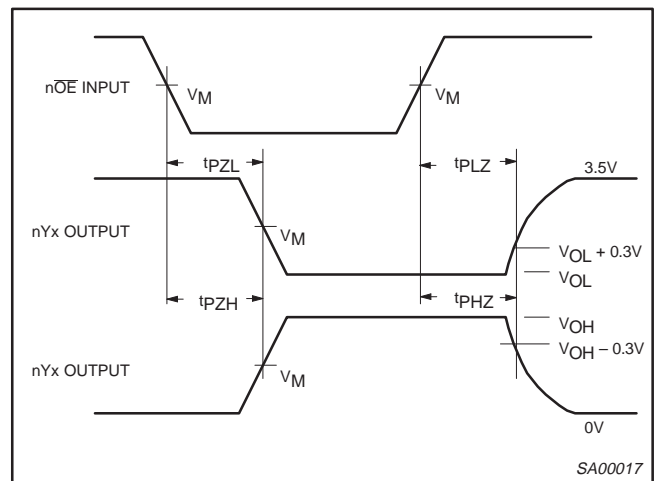 nO̅E̅ INPUT
VM
VM
tPZL
tPLZ
3.5V
nYx OUTPUT
VM
VOL + 0.3V
VOL
tPZH
tPHZ
VOH
VOH – 0.3V
nYx OUTPUT
VM
0V
SA00017